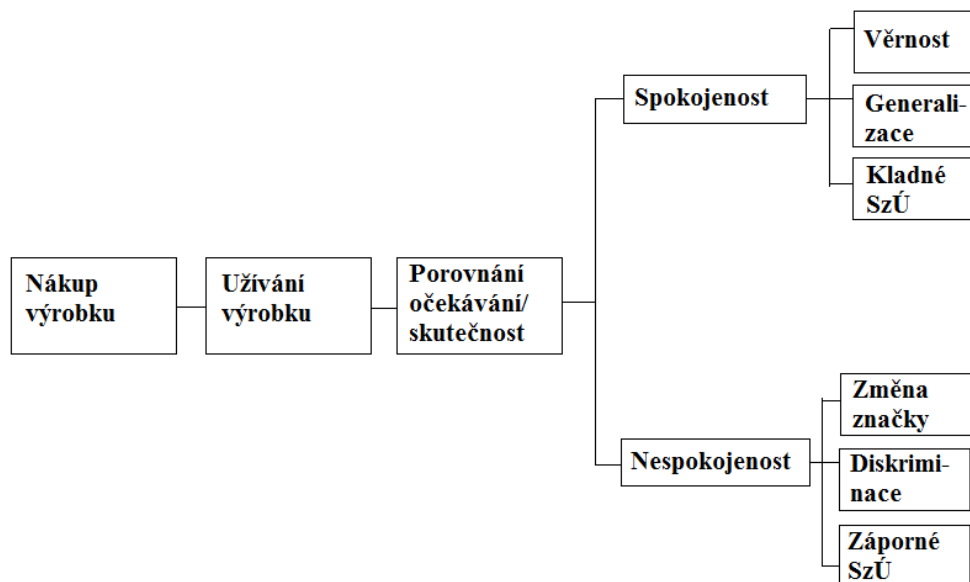 Nákup
výrobku
Užívání
výrobku
Porovnání
očekávání/
skutečnost
Spokojenost
Věrnost
Generali-
zace
Kladné
SzÚ
Nespokojenost
Změna
značky
Diskrimi-
nace
Záporné
SzÚ